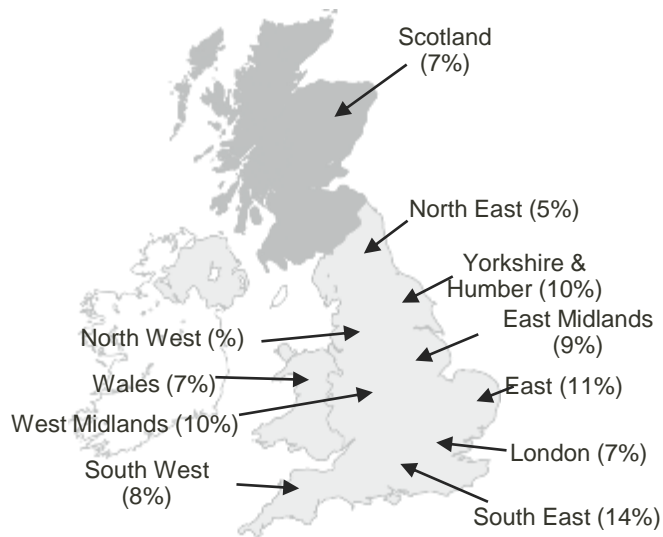 Scotland
(7%)
North East (5%)
Yorkshire &
Humber (10%)
East Midlands
(9%)
North West (%)
Wales (7%)
East (11%)
West Midlands (10%)
London (7%)
South West
(8%)
South East (14%)